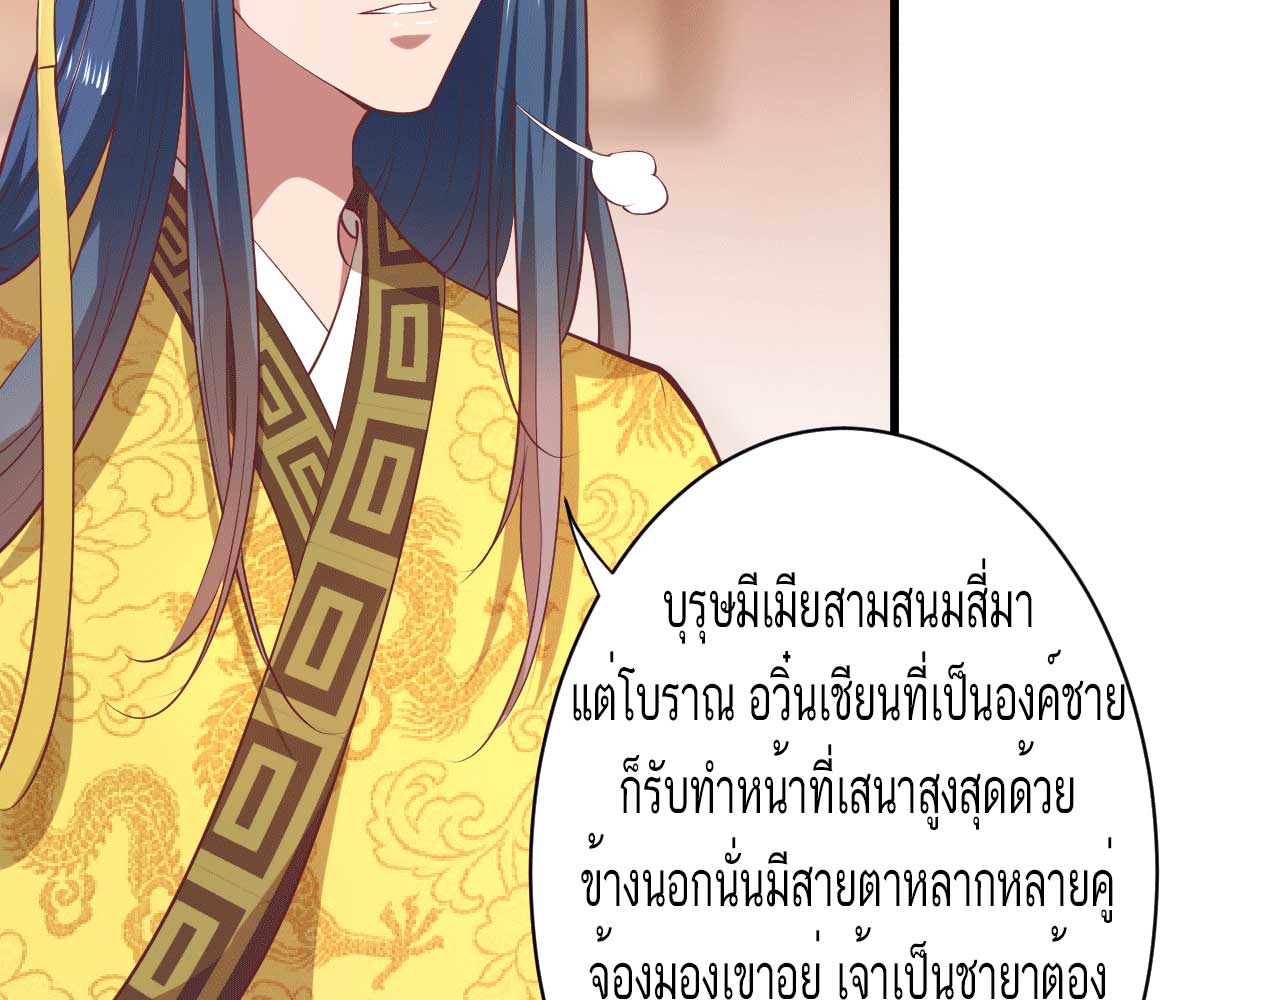 บุรุษมีเมียสามสนมสี่มา
แต่โบราณ อวิ๋นเชียนที่เป็นองค์ชาย
ก็รับทำหน้าที่เสนาสูงสุดด้วย
ข้างนอกนั่นมีสายตาหลากหลายคู่
จ้องมองเขาอยู่ เจ้าเป็นชายาต้อง